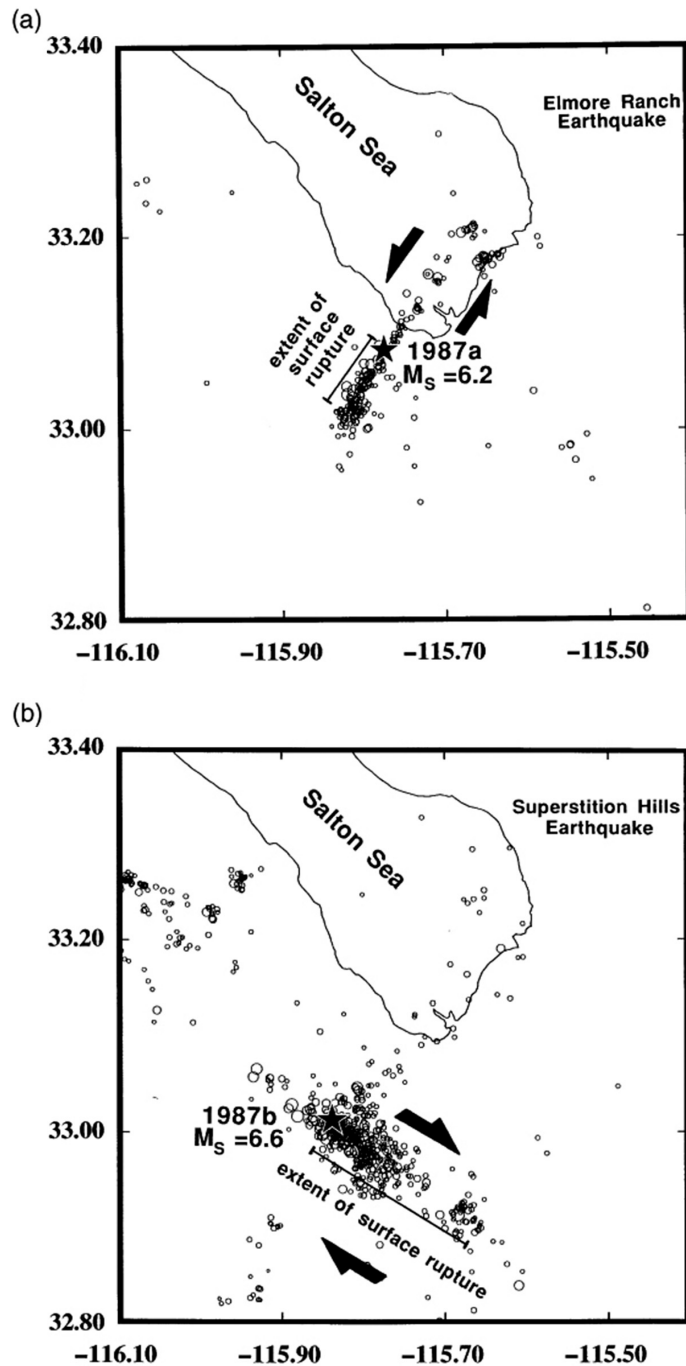 (a)
33.40
Salton Sea
Elmore Ranch
Earthquake
33.20
extent of
surface
rupture
1987a
M_S =6.2
33.00
32.80
−116.10
−115.90
−115.70
−115.50
(b)
33.40
Salton Sea
Superstition Hills
Earthquake
33.20
1987b
M_S =6.6
33.00
extent of surface rupture
32.80
−116.10
−115.90
−115.70
−115.50